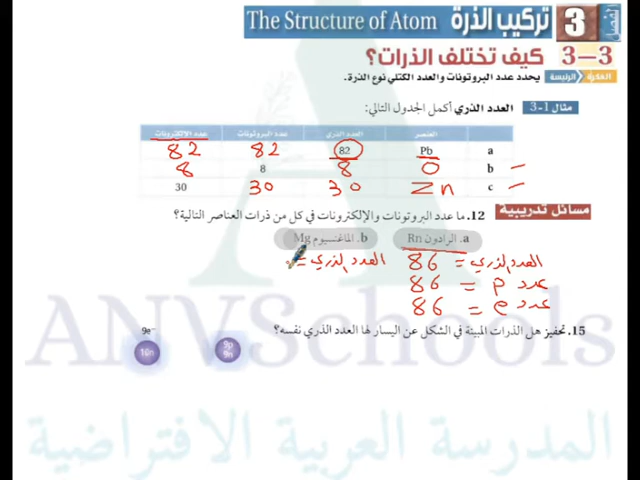 الفصل 3 تركيب الذرة The Structure of Atom
3-3 كيف تختلف الذرات؟
الفكرة الرئيسة يحدد عدد البروتونات والعدد الكتلي نوع الذرة.
مثال 1-3 العدد الذري أكمل الجدول التالي:
العنصر العدد الذري عدد البروتونات عدد الالكترونات
a Pb 82 82 82
b O 8 8 8
c Zn 30 30 30
مسائل تدريبية
12. ما عدد البروتونات والإلكترونات في كل من ذرات العناصر التالية؟
a. الرادون Rn b. الماغنسيوم Mg
العدد الذري = 86 العدد الذري =
عدد p = 86
عدد e = 86
15. تحفيز هل الذرات المبينة في الشكل عن اليسار لها العدد الذري نفسه؟
9e⁻
9p
9n
10n
ANVSchools
المدرسة العربية الافتراضية